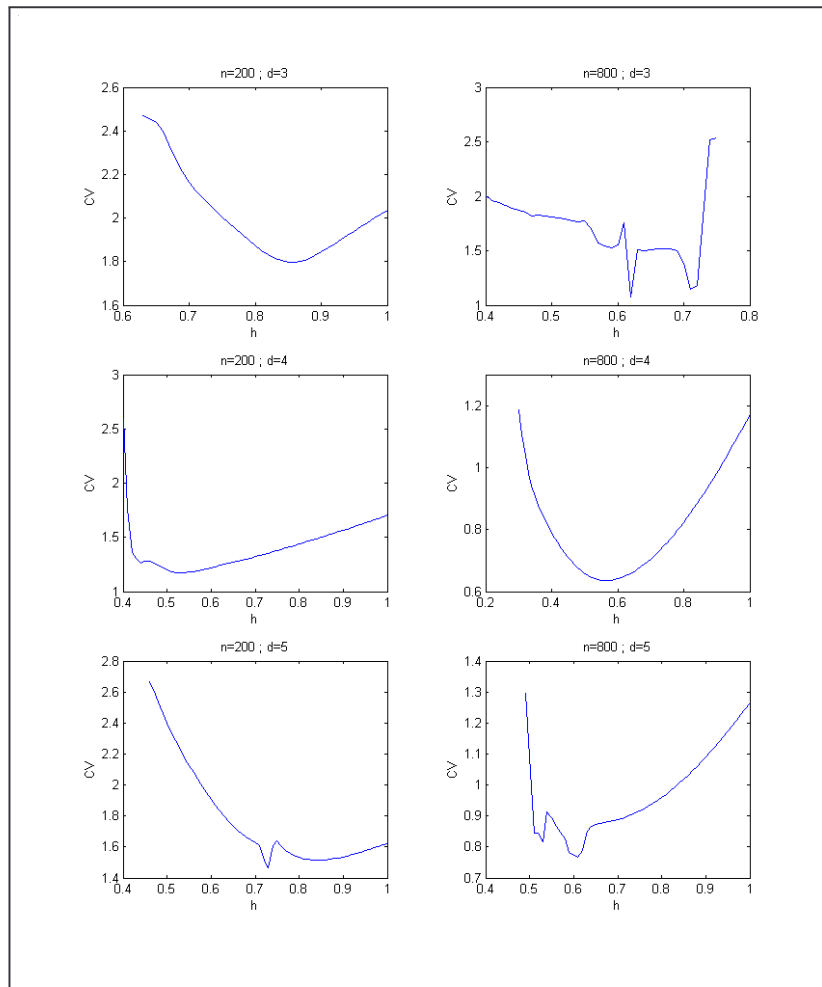 n=200 ; d=3
2.6
2.4
2.2
2
1.8
1.6
CV
0.6 0.7 0.8 0.9 1
h
n=800 ; d=3
3
2.5
2
1.5
1
CV
0.4 0.5 0.6 0.7 0.8
h
n=200 ; d=4
3
2.5
2
1.5
1
CV
0.4 0.5 0.6 0.7 0.8 0.9 1
h
n=800 ; d=4
1.2
1
0.8
0.6
CV
0.2 0.4 0.6 0.8 1
h
n=200 ; d=5
2.8
2.6
2.4
2.2
2
1.8
1.6
1.4
CV
0.4 0.5 0.6 0.7 0.8 0.9 1
h
n=800 ; d=5
1.4
1.3
1.2
1.1
1
0.9
0.8
0.7
CV
0.4 0.5 0.6 0.7 0.8 0.9 1
h